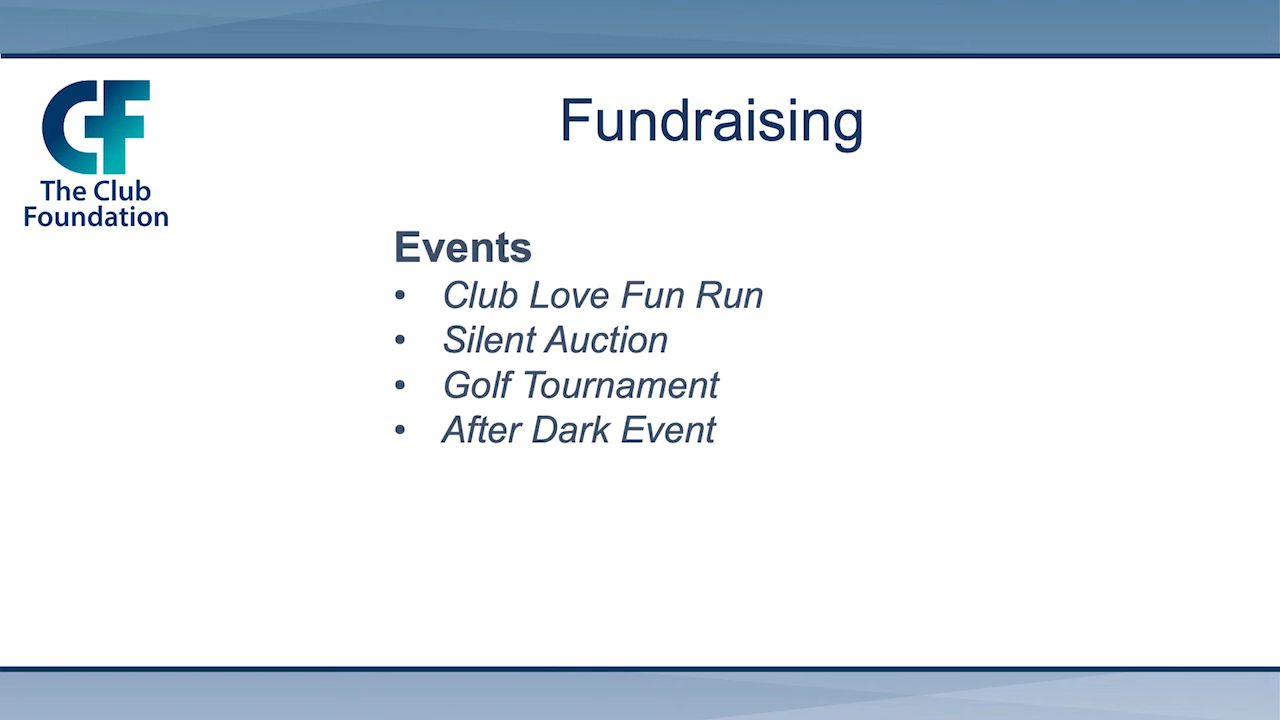 CF
The Club
Foundation
Fundraising
Events
• Club Love Fun Run
• Silent Auction
• Golf Tournament
• After Dark Event